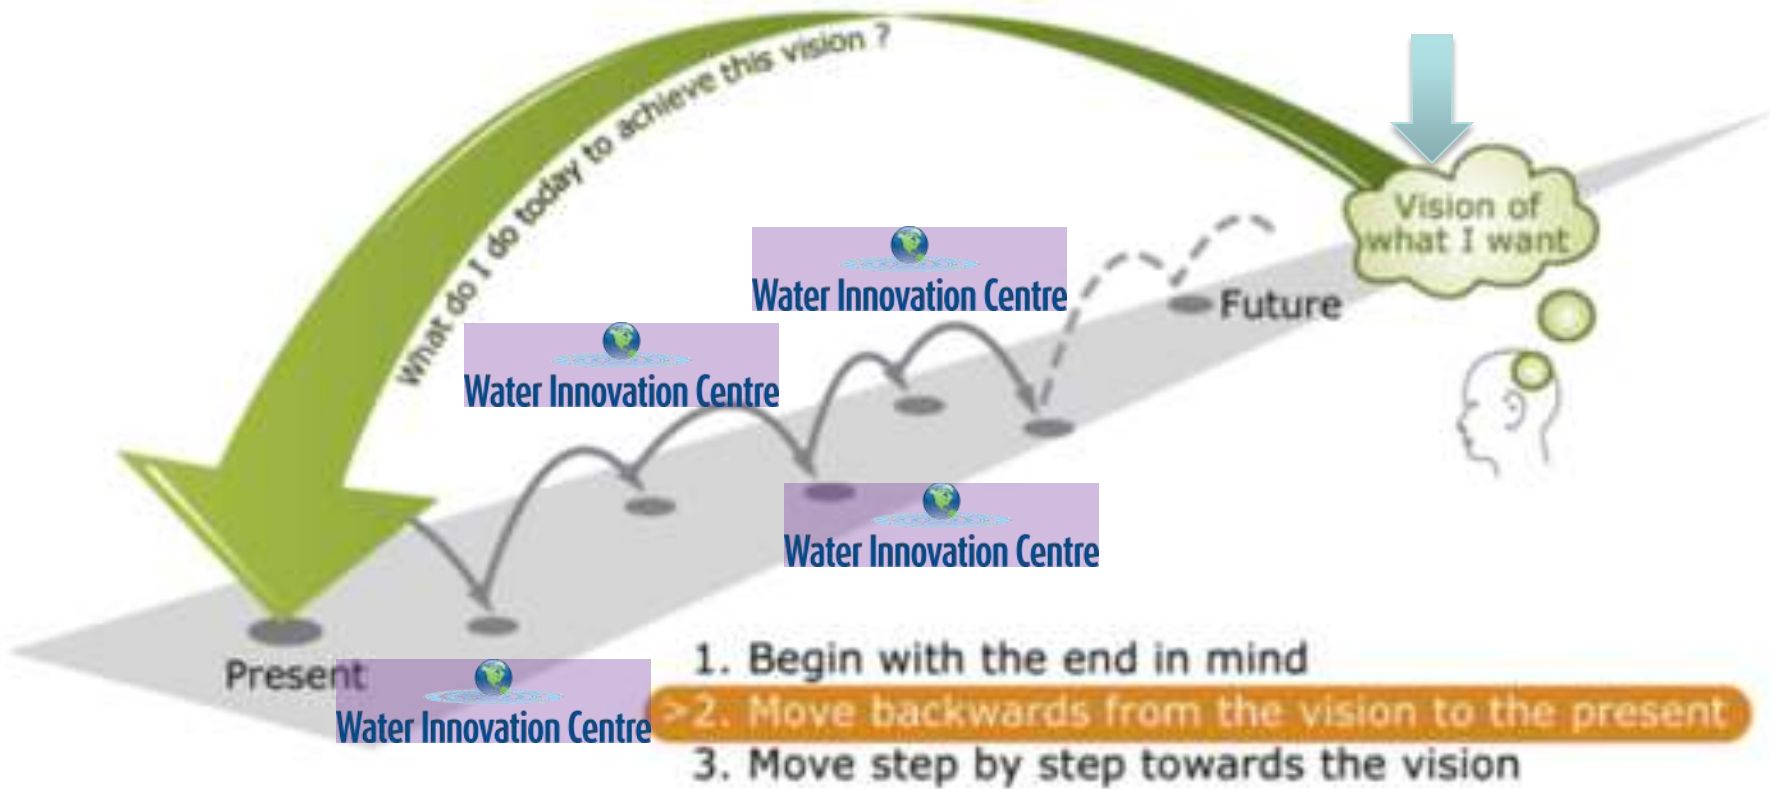 What do I do today to achieve this vision ?
Vision of
what I want
Water Innovation Centre
Future
Water Innovation Centre
Water Innovation Centre
Present
Water Innovation Centre
1. Begin with the end in mind
>2. Move backwards from the vision to the present
3. Move step by step towards the vision